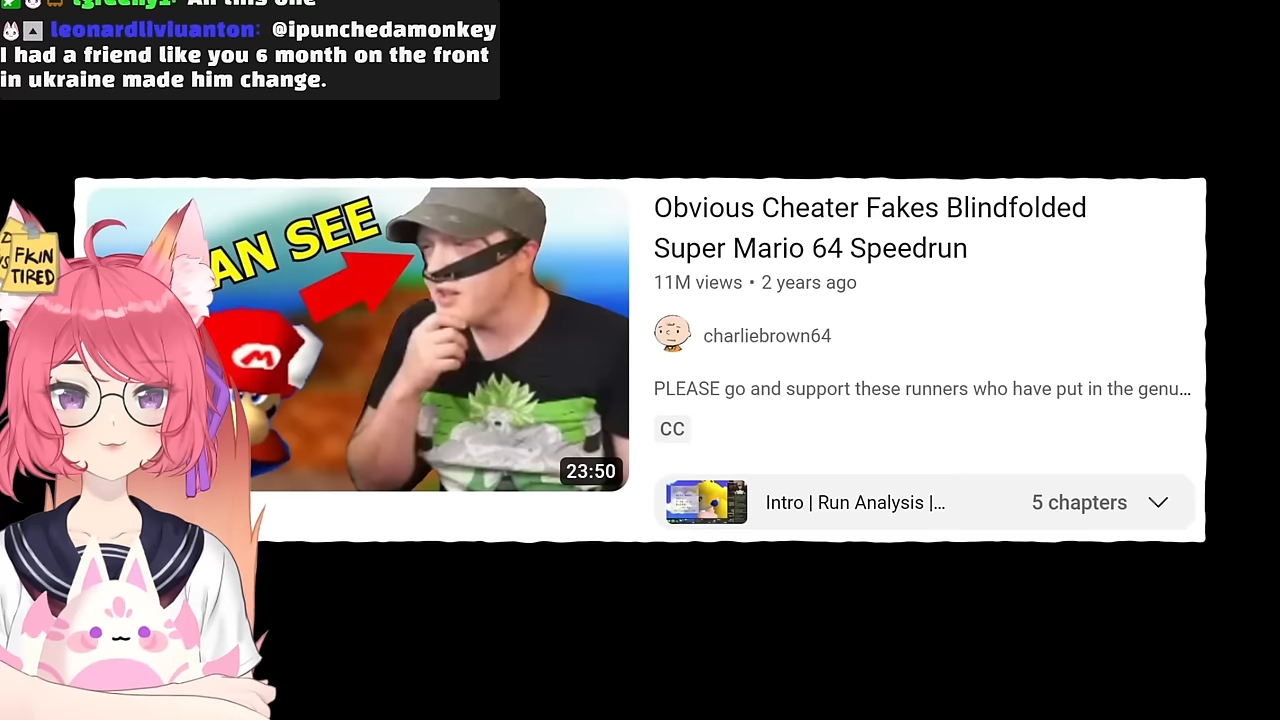 leonardliviuanton: @ipunchedamonkey
I had a friend like you 6 month on the front
in ukraine made him change.
AN SEE
FKIN
TIRED
M
23:50
Obvious Cheater Fakes Blindfolded
Super Mario 64 Speedrun
11M views • 2 years ago
charliebrown64
PLEASE go and support these runners who have put in the genu...
CC
Intro | Run Analysis |...
5 chapters